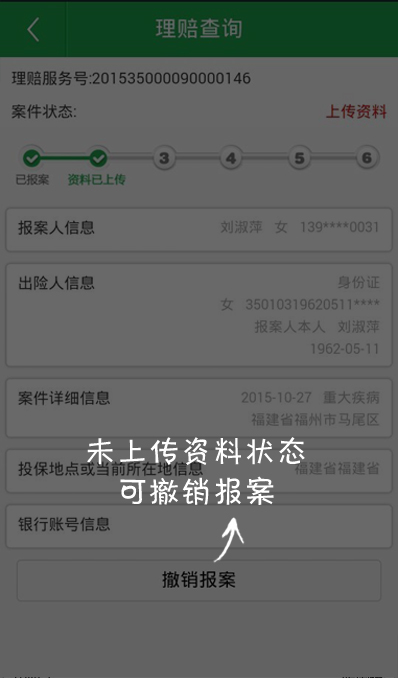 理赔查询
理赔服务号:201535000090000146
案件状态:
上传资料
3 4 5 6
已报案 资料已上传
报案人信息 刘淑萍 女 139****0031
出险人信息 身份证
女 35010319620511****
报案人本人 刘淑萍
1962-05-11
案件详细信息 2015-10-27 重大疾病
福建省福州市马尾区
未上传资料状态
投保地点或当前所在地信息 福建省福建省
可撤销报案
银行账号信息
撤销报案